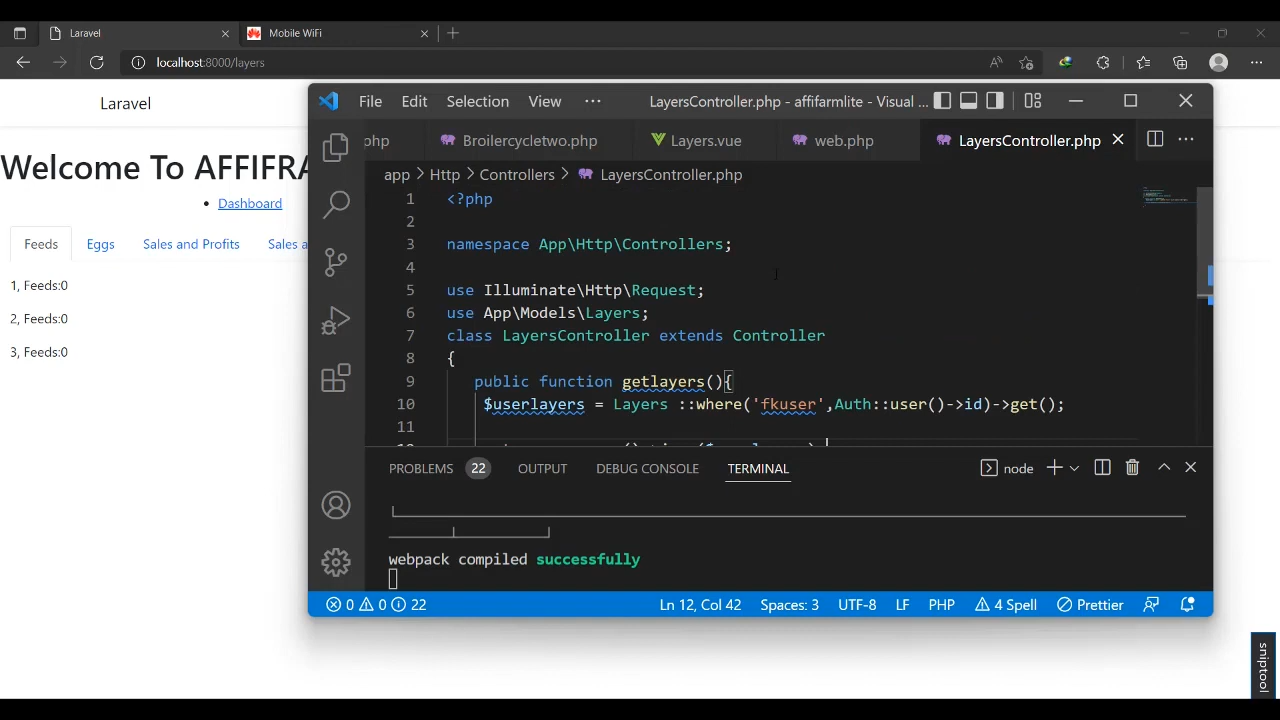 Laravel
Mobile WiFi
localhost:8000/layers
Laravel
Welcome To AFFIFRA
Dashboard
Feeds Eggs Sales and Profits Sales a
1, Feeds:0
2, Feeds:0
3, Feeds:0
File Edit Selection View ··· LayersController.php - affifarmlite - Visual ...
php Broilercycletwo.php Layers.vue web.php LayersController.php
app > Http > Controllers > LayersController.php
1 <?php
2
3 namespace App\Http\Controllers;
4
5 use Illuminate\Http\Request;
6 use App\Models\Layers;
7 class LayersController extends Controller
8 {
9 public function getlayers(){
10 $userlayers = Layers ::where('fkuser',Auth::user()->id)->get();
11
PROBLEMS 22 OUTPUT DEBUG CONSOLE TERMINAL node
webpack compiled successfully
0 0 22 Ln 12, Col 42 Spaces: 3 UTF-8 LF PHP 4 Spell Prettier
sniptool